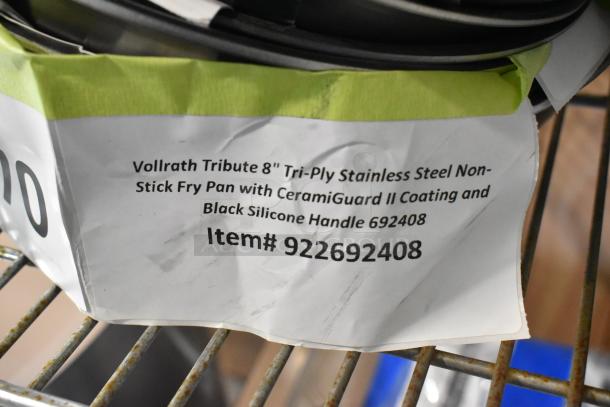 Vollrath Tribute 8" Tri-Ply Stainless Steel Non-
Stick Fry Pan with CeramiGuard II Coating and
Black Silicone Handle 692408
Item# 922692408